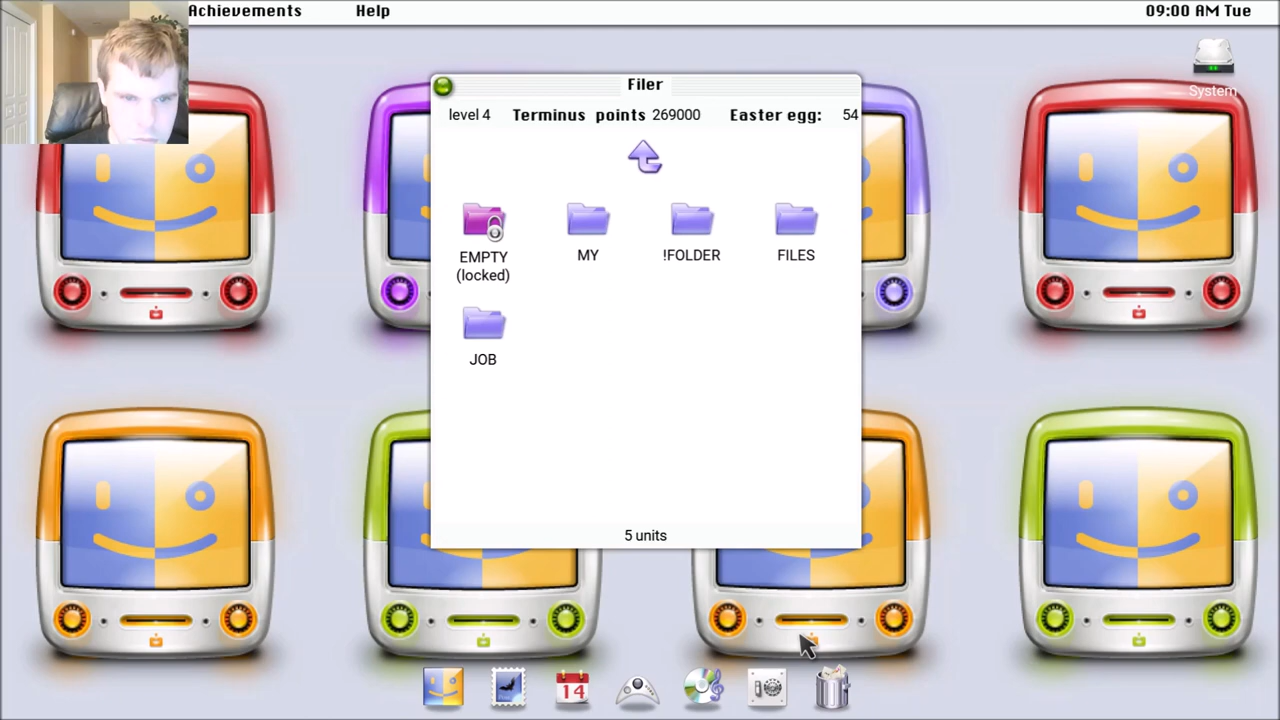 Achievements Help 09:00 AM Tue
System
Filer
level 4 Terminus points 269000 Easter egg: 54
EMPTY
(locked)
MY
!FOLDER
FILES
JOB
5 units
14